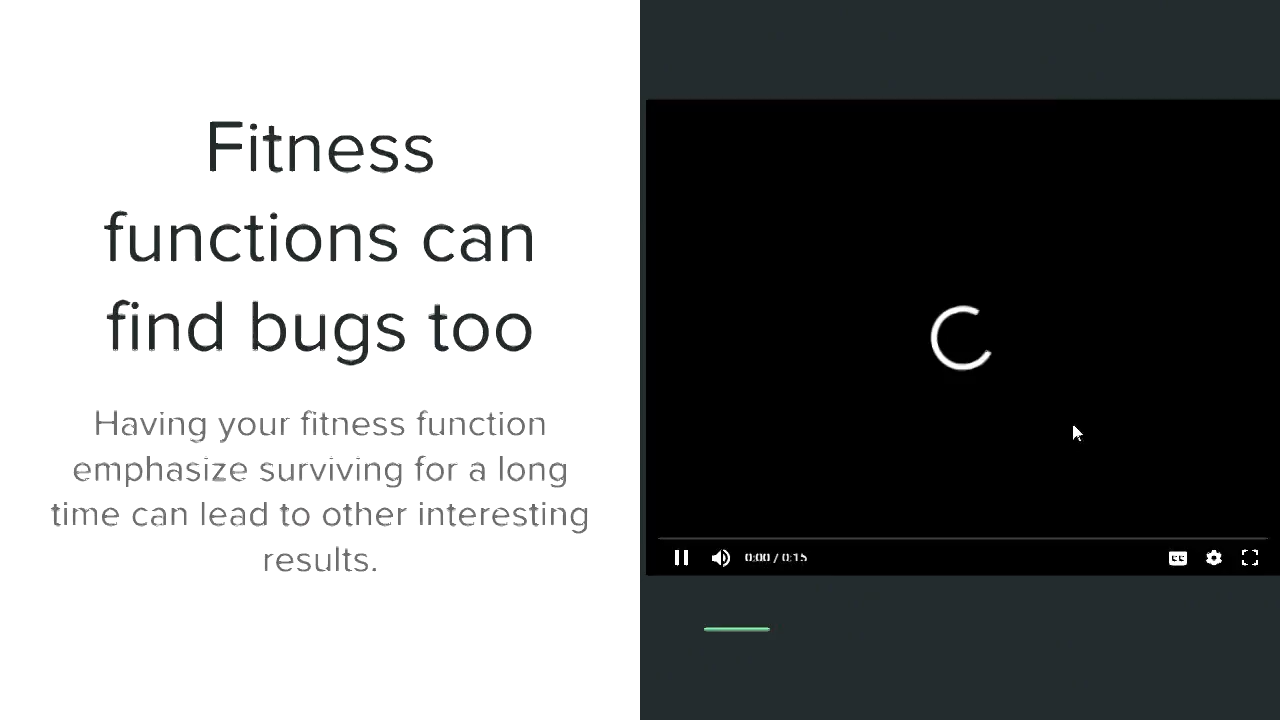 Fitness
functions can
find bugs too
Having your fitness function
emphasize surviving for a long
time can lead to other interesting
results.
0:00 / 0:15
CC